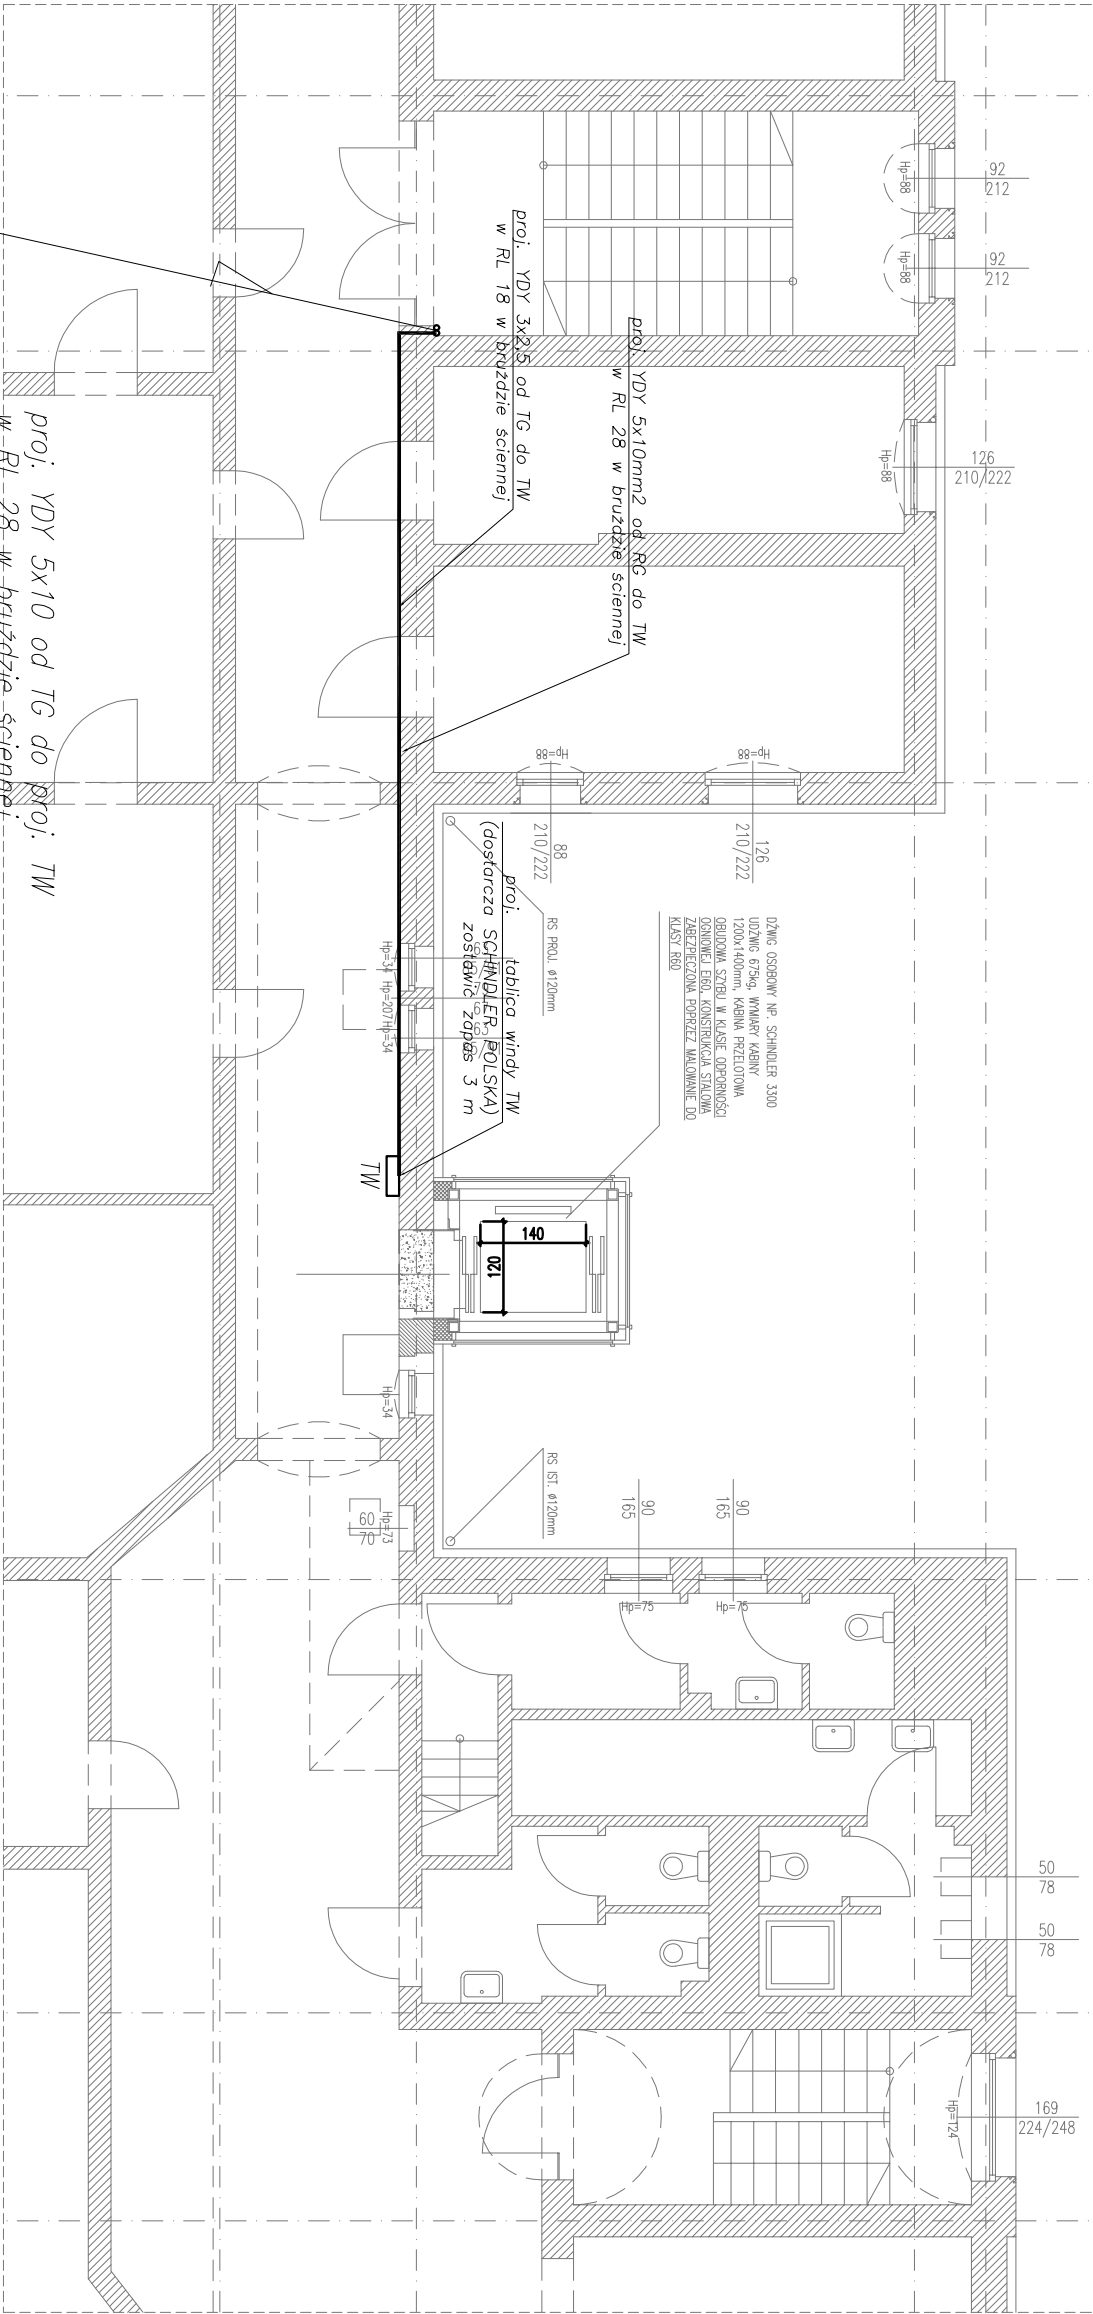 92
212
92
212
126
210/222
Hp=88
Hp=88
Hp=88
proj. YDY 3x2,5 od TG do TW
w RL 18 w bruździe ściennej
proj. YDY 5x10mm2 od RG do TW
w RL 28 w bruździe ściennej
proj. YDY 5x10 od TG do proj. TW
w RL 28 w bruździe ściennej
Hp=88
Hp=88
88
210/222
126
210/222
proj. tablica windy TW
(dostarcza SCHINDLER POLSKA)
zostawić zapas 3 m
RS PROJ. ø120mm
DŹWIG OSOBOWY NP. SCHINDLER 3300
UDŹWIG 675kg, WYMIARY KABINY
1200x1400mm, KABINA PRZELOTOWA
OBUDOWA SZYBU W KLASIE ODPORNOŚCI
OGNIOWEJ EI60, KONSTRUKCJA STALOWA
ZABEZPIECZONA POPRZEZ MALOWANIE DO
KLASY R60
Hp=34
Hp=207
Hp=34
TW
140
120
Hp=34
RS IST. ø120mm
Hp=73
60
70
90
165
90
165
Hp=75
Hp=75
50
78
50
78
Hp=124
169
224/248